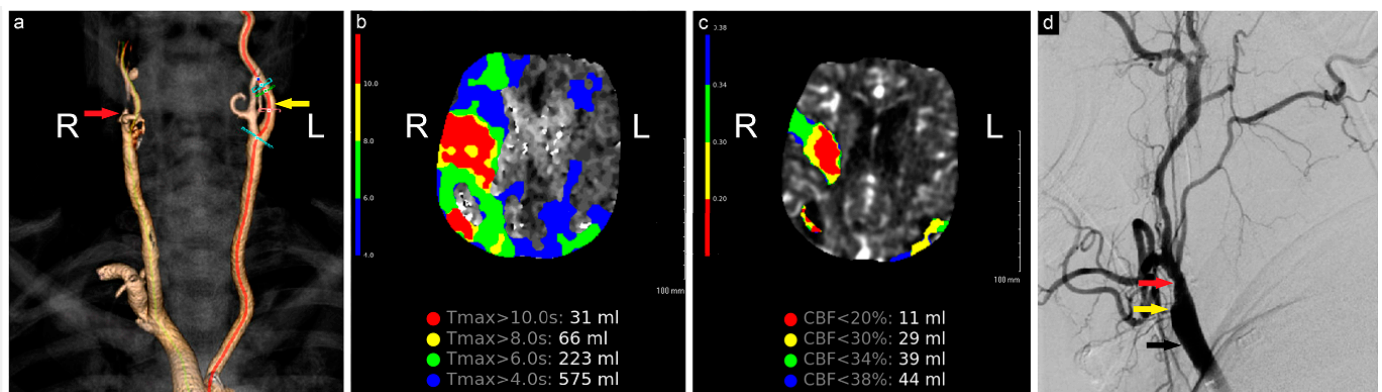 a
R
L
b
10.0
8.0
6.0
4.0
R
L
100 mm
Tmax>10.0s: 31 ml
Tmax>8.0s: 66 ml
Tmax>6.0s: 223 ml
Tmax>4.0s: 575 ml
c
0.38
0.34
0.30
0.20
R
L
100 mm
CBF<20%: 11 ml
CBF<30%: 29 ml
CBF<34%: 39 ml
CBF<38%: 44 ml
d